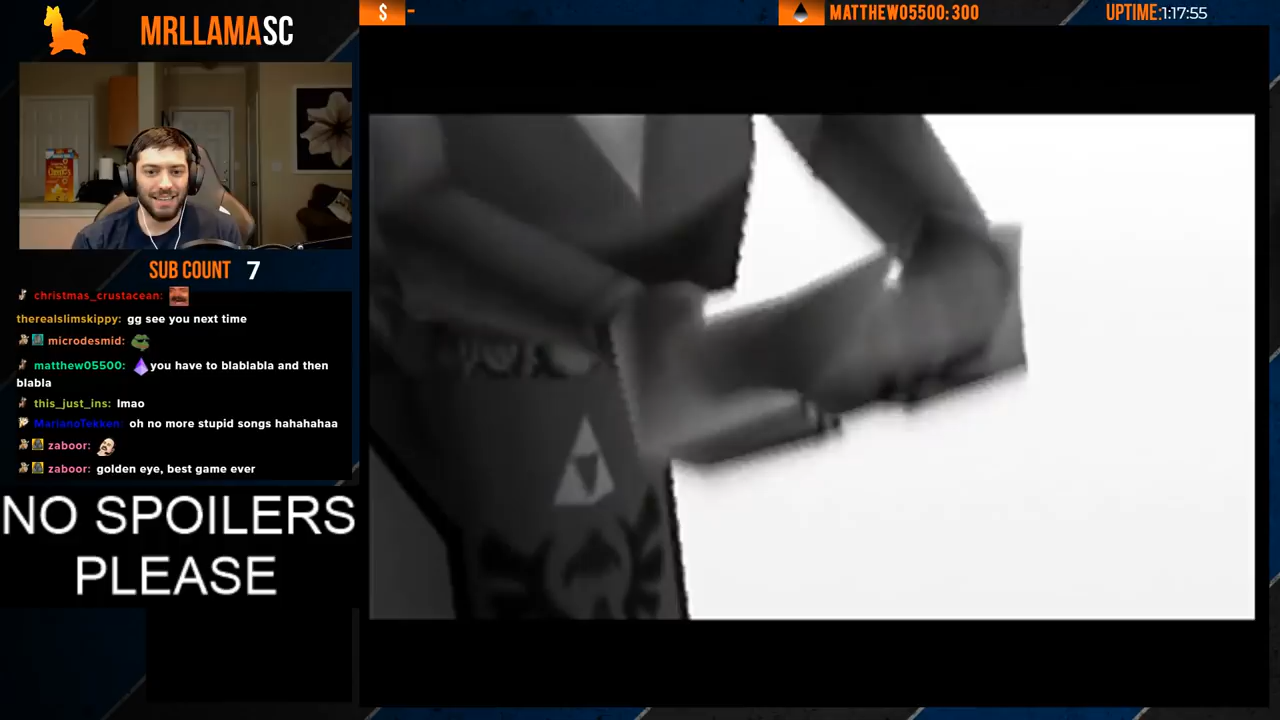 MRLLAMASC
$ -
MATTHEW05500: 300
UPTIME:1:17:55
SUB COUNT 7
christmas_crustacean:
therealslimskippy: gg see you next time
microdesmid:
matthew05500: you have to blablabla and then
blabla
this_just_ins: lmao
MarianoTekken: oh no more stupid songs hahahahaa
zaboor:
zaboor: golden eye, best game ever
NO SPOILERS
PLEASE